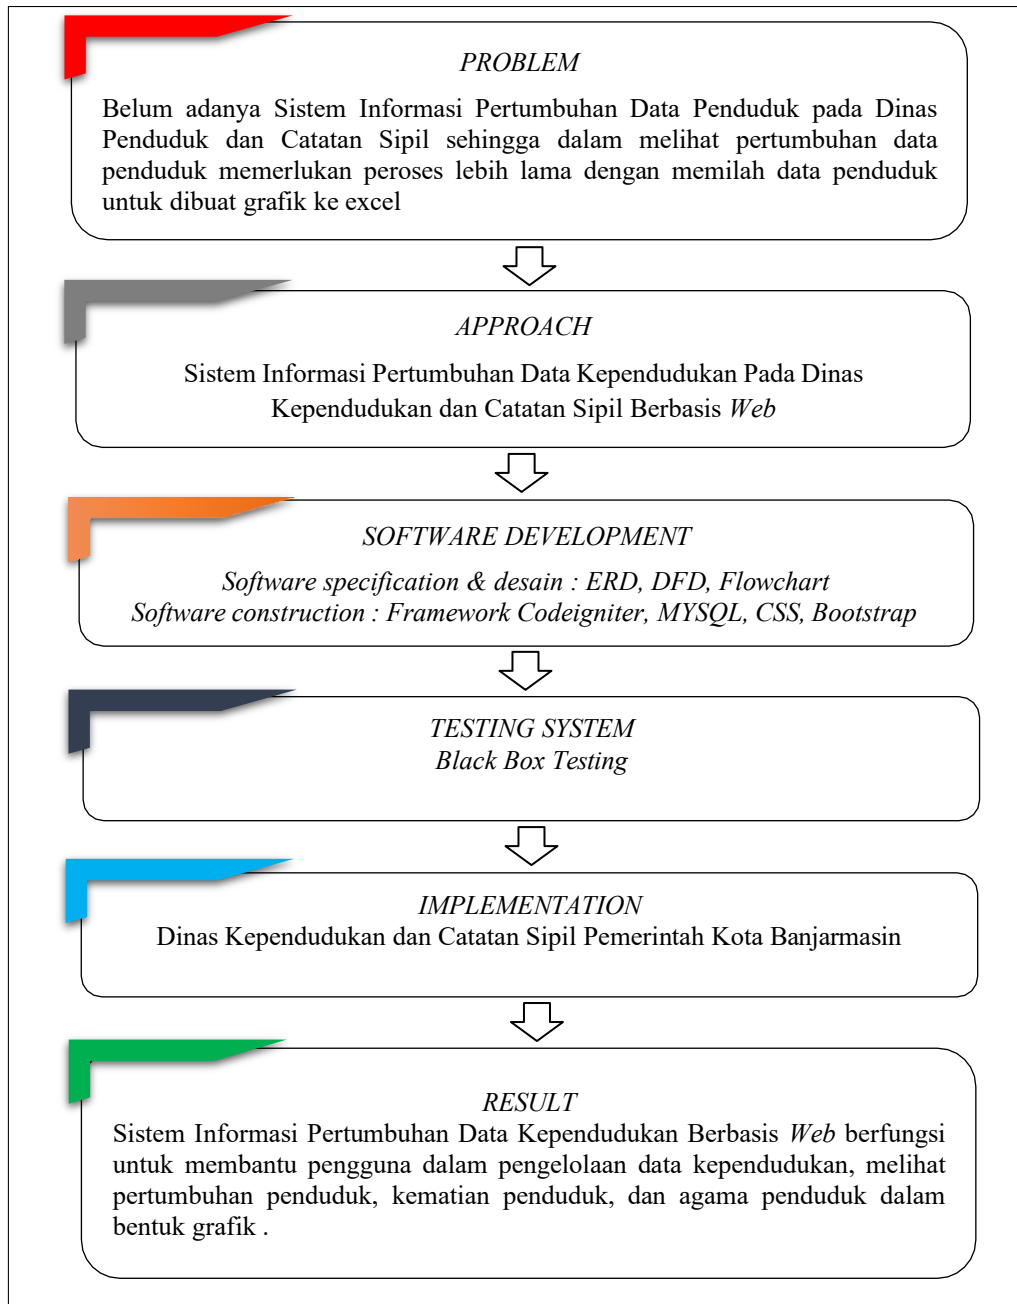 PROBLEM
Belum adanya Sistem Informasi Pertumbuhan Data Penduduk pada Dinas
Penduduk dan Catatan Sipil sehingga dalam melihat pertumbuhan data
penduduk memerlukan peroses lebih lama dengan memilah data penduduk
untuk dibuat grafik ke excel
APPROACH
Sistem Informasi Pertumbuhan Data Kependudukan Pada Dinas
Kependudukan dan Catatan Sipil Berbasis Web
SOFTWARE DEVELOPMENT
Software specification & desain : ERD, DFD, Flowchart
Software construction : Framework Codeigniter, MYSQL, CSS, Bootstrap
TESTING SYSTEM
Black Box Testing
IMPLEMENTATION
Dinas Kependudukan dan Catatan Sipil Pemerintah Kota Banjarmasin
RESULT
Sistem Informasi Pertumbuhan Data Kependudukan Berbasis Web berfungsi
untuk membantu pengguna dalam pengelolaan data kependudukan, melihat
pertumbuhan penduduk, kematian penduduk, dan agama penduduk dalam
bentuk grafik .